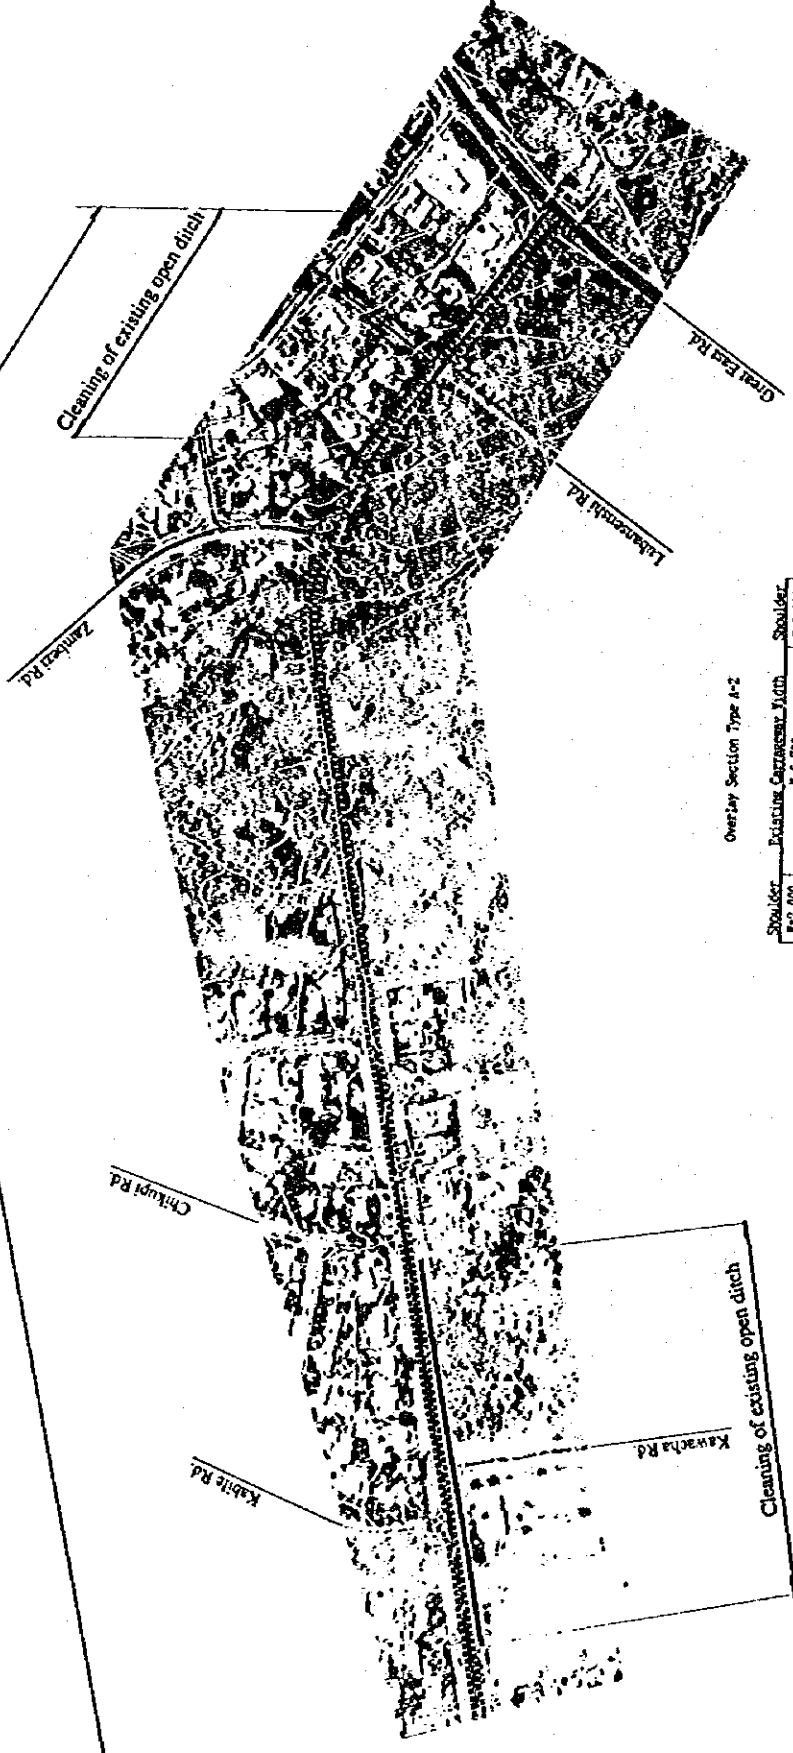 Cleaning of existing open ditch
Great East Rd.
Lubansenshi Rd.
Zambezi Rd.
Overlay Section Type A-2
Shoulder
Existing Carriageway Width
Shoulder
Chikupi Rd.
Kabile Rd.
Kawacha Rd.
Cleaning of existing open ditch